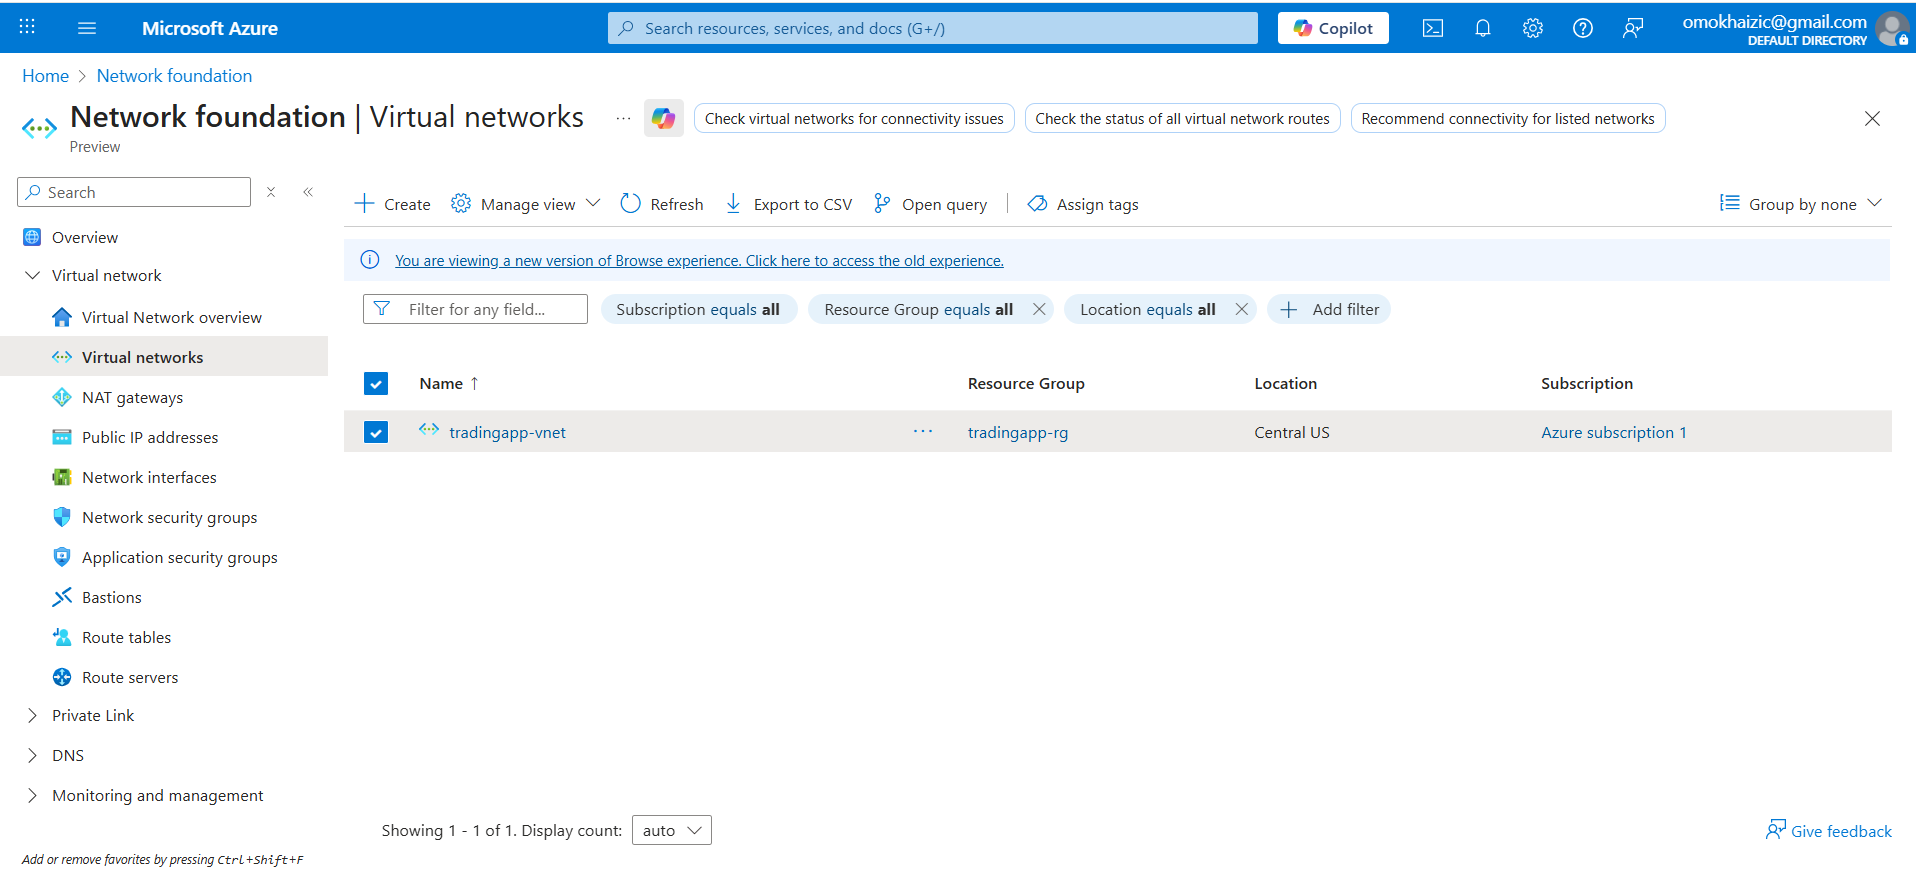 Microsoft Azure
Search resources, services, and docs (G+/)
Copilot
omokhaizic@gmail.com
DEFAULT DIRECTORY
Home > Network foundation
Network foundation | Virtual networks
...
Check virtual networks for connectivity issues
Check the status of all virtual network routes
Recommend connectivity for listed networks
Preview
Search
Create
Manage view
Refresh
Export to CSV
Open query
Assign tags
Group by none
Overview
Virtual network
Virtual Network overview
Virtual networks
NAT gateways
Public IP addresses
Network interfaces
Network security groups
Application security groups
Bastions
Route tables
Route servers
Private Link
DNS
Monitoring and management
Add or remove favorites by pressing Ctrl+Shift+F
You are viewing a new version of Browse experience. Click here to access the old experience.
Filter for any field...
Subscription equals all
Resource Group equals all
Location equals all
Add filter
Name ↑ Resource Group Location Subscription
tradingapp-vnet ... tradingapp-rg Central US Azure subscription 1
Showing 1 - 1 of 1. Display count: auto
Give feedback